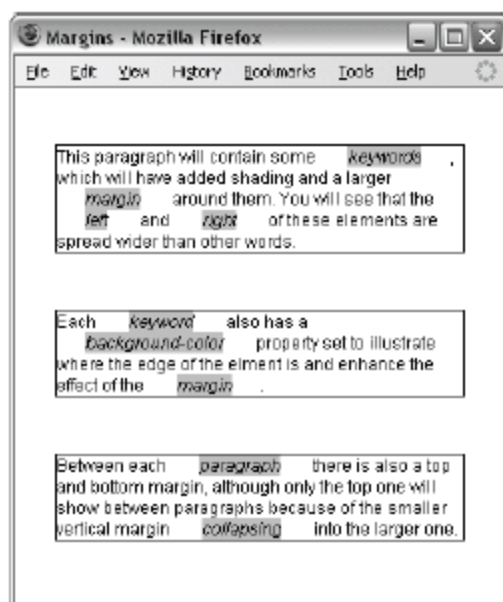 Margins - Mozilla Firefox
File Edit View History Bookmarks Tools Help
This paragraph will contain some keywords ,
which will have added shading and a larger
margin around them. You will see that the
left and right of these elements are
spread wider than other words.
Each keyword also has a
background-color property set to illustrate
where the edge of the elment is and enhance the
effect of the margin .
Between each paragraph there is also a top
and bottom margin, although only the top one will
show between paragraphs because of the smaller
vertical margin collapsing into the larger one.